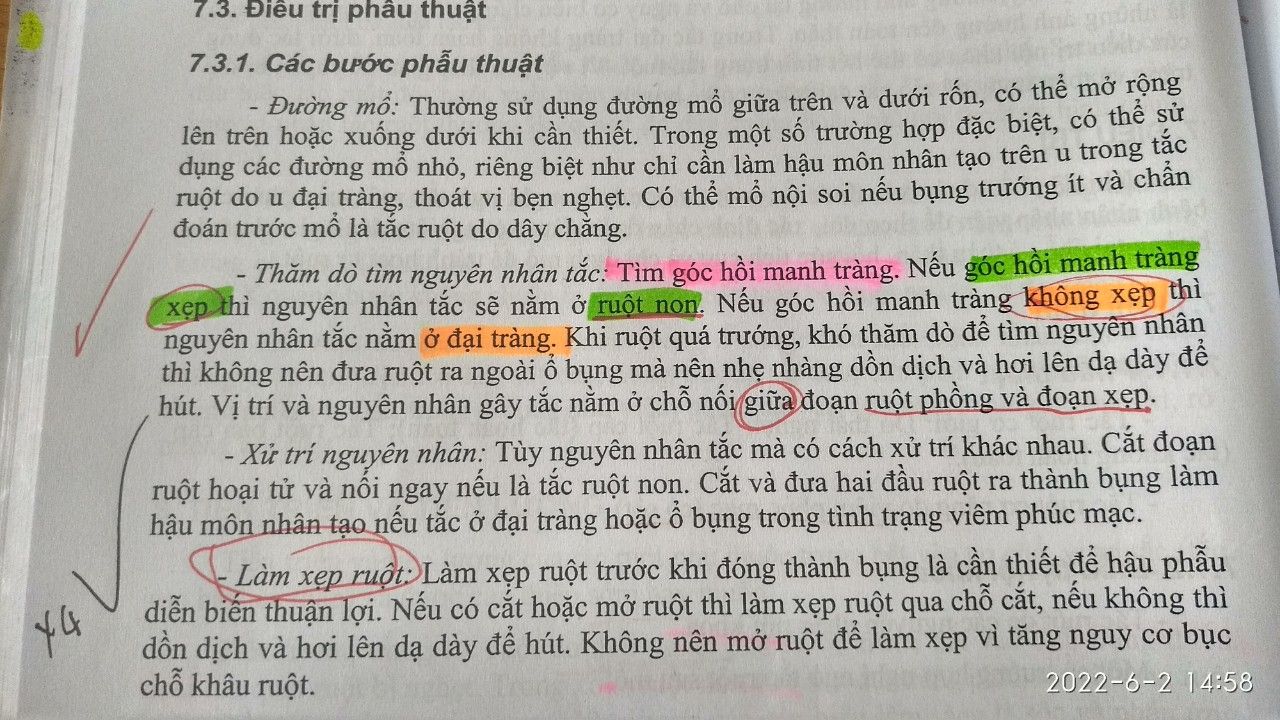 7.3. Điều trị phẫu thuật
7.3.1. Các bước phẫu thuật
- Đường mổ: Thường sử dụng đường mổ giữa trên và dưới rốn, có thể mở rộng
lên trên hoặc xuống dưới khi cần thiết. Trong một số trường hợp đặc biệt, có thể sử
dụng các đường mổ nhỏ, riêng biệt như chỉ cần làm hậu môn nhân tạo trên u trong tắc
ruột do u đại tràng, thoát vị bẹn nghẹt. Có thể mổ nội soi nếu bụng trướng ít và chẩn
đoán trước mổ là tắc ruột do dây chằng.
- Thăm dò tìm nguyên nhân tắc: Tìm góc hồi manh tràng. Nếu góc hồi manh tràng
xẹp thì nguyên nhân tắc sẽ nằm ở ruột non. Nếu góc hồi manh tràng không xẹp thì
nguyên nhân tắc nằm ở đại tràng. Khi ruột quá trướng, khó thăm dò để tìm nguyên nhân
thì không nên đưa ruột ra ngoài ổ bụng mà nên nhẹ nhàng dồn dịch và hơi lên dạ dày để
hút. Vị trí và nguyên nhân gây tắc nằm ở chỗ nối giữa đoạn ruột phồng và đoạn xẹp.
- Xử trí nguyên nhân: Tùy nguyên nhân tắc mà có cách xử trí khác nhau. Cắt đoạn
ruột hoại tử và nối ngay nếu là tắc ruột non. Cắt và đưa hai đầu ruột ra thành bụng làm
hậu môn nhân tạo nếu tắc ở đại tràng hoặc ổ bụng trong tình trạng viêm phúc mạc.
- Làm xẹp ruột: Làm xẹp ruột trước khi đóng thành bụng là cần thiết để hậu phẫu
diễn biến thuận lợi. Nếu có cắt hoặc mở ruột thì làm xẹp ruột qua chỗ cắt, nếu không thì
dồn dịch và hơi lên dạ dày để hút. Không nên mở ruột để làm xẹp vì tăng nguy cơ bục
chỗ khâu ruột.
2022-6-2 14:58